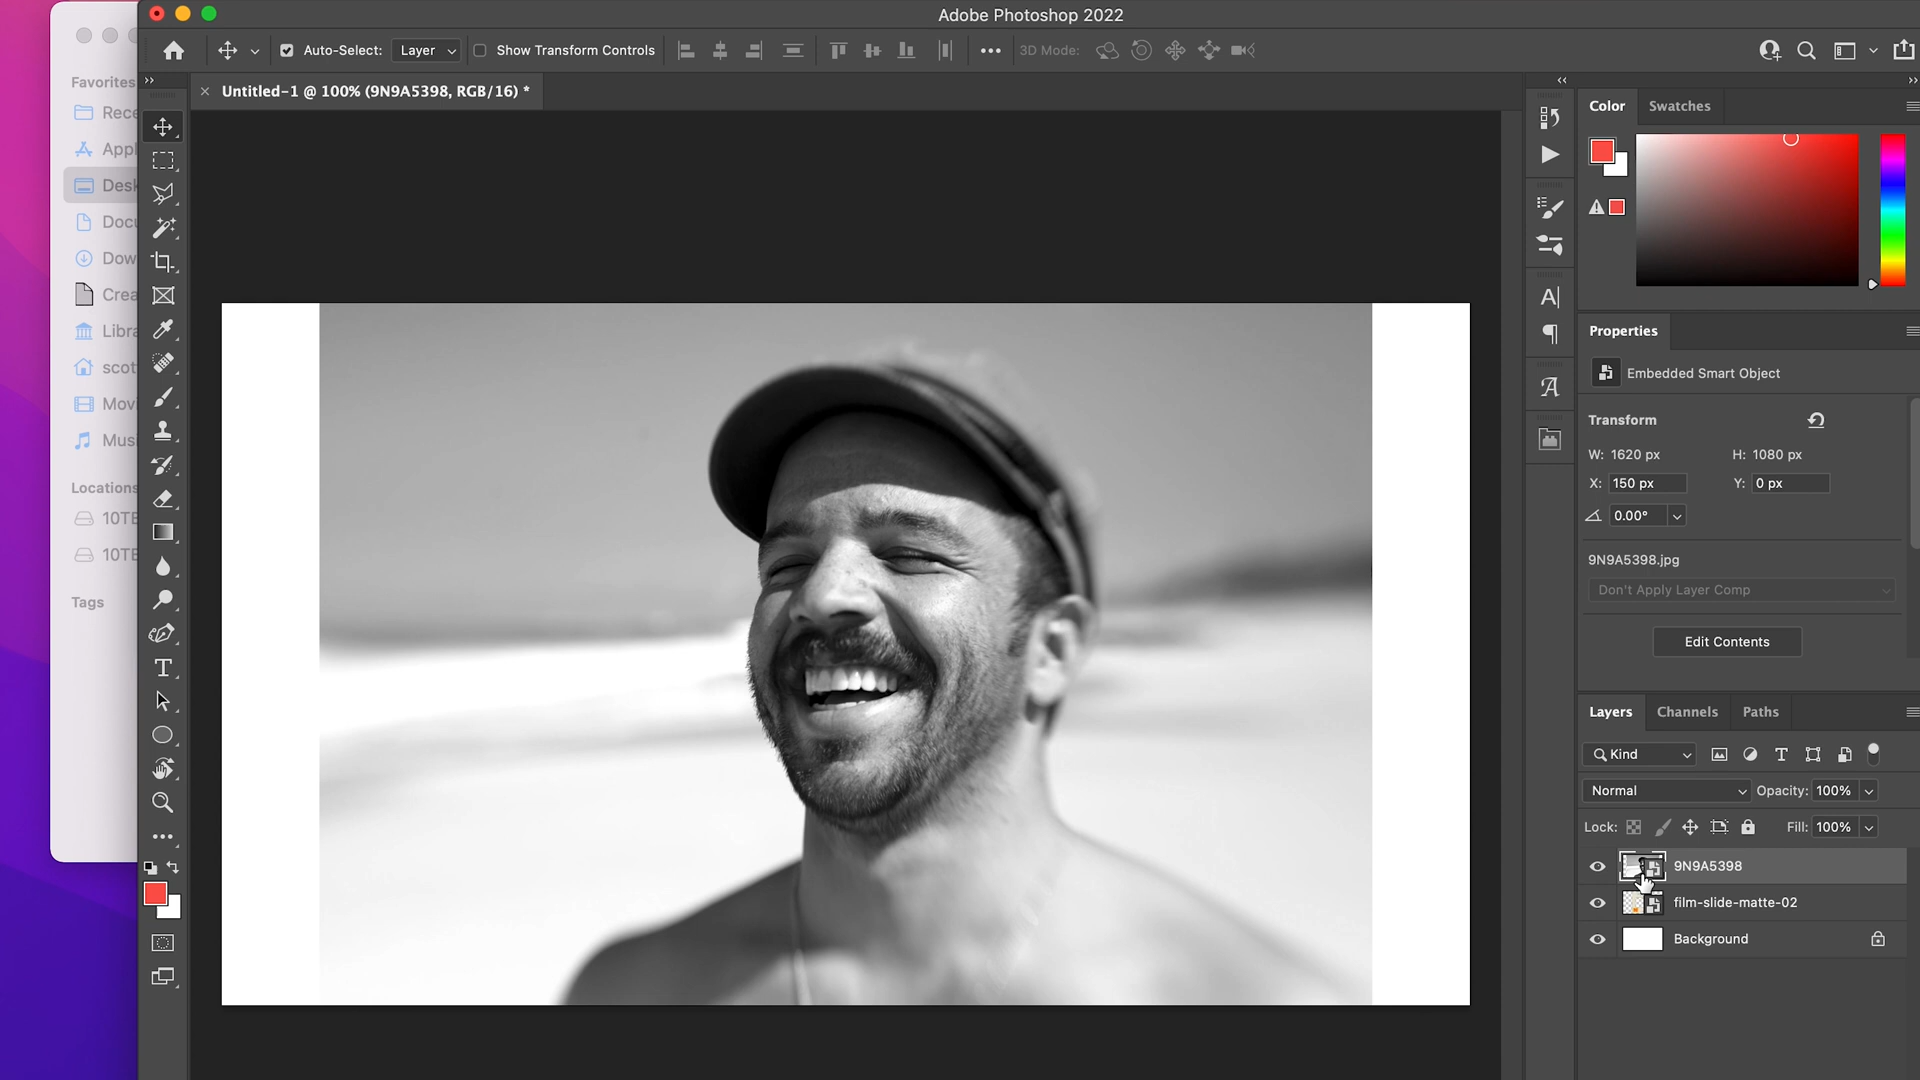 Adobe Photoshop 2022
Auto-Select: Layer Show Transform Controls 3D Mode:
Untitled-1 @ 100% (9N9A5398, RGB/16) *
Favorites
Rece
Appl
Desk
Docu
Dow
Crea
Libra
scot
Movi
Musi
Locations
10TE
10TE
Tags
Color Swatches
Properties
Embedded Smart Object
Transform
W: 1620 px H: 1080 px
X: 150 px Y: 0 px
0.00°
9N9A5398.jpg
Don't Apply Layer Comp
Edit Contents
Layers Channels Paths
Kind
Normal Opacity: 100%
Lock: Fill: 100%
9N9A5398
film-slide-matte-02
Background